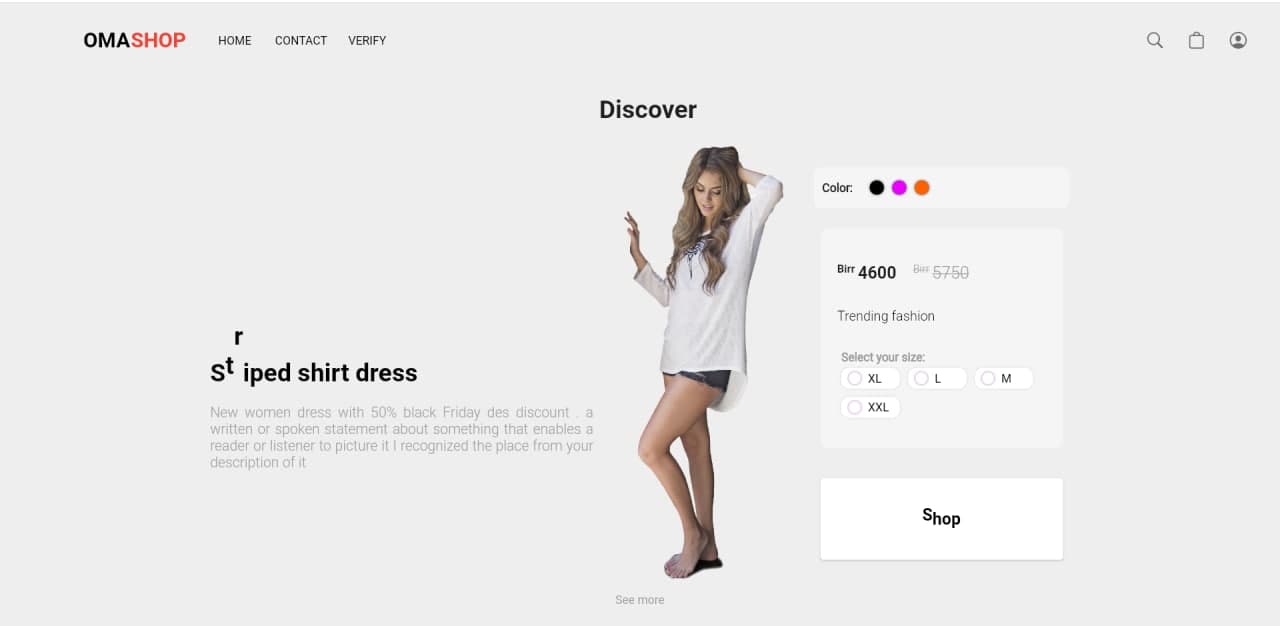 OMASHOP HOME CONTACT VERIFY
Discover
Color:
Birr 4600 Birr 5750
Trending fashion
Select your size:
XL L M
XXL
Striped shirt dress
New women dress with 50% black Friday des discount . a
written or spoken statement about something that enables a
reader or listener to picture it I recognized the place from your
description of it
Shop
See more